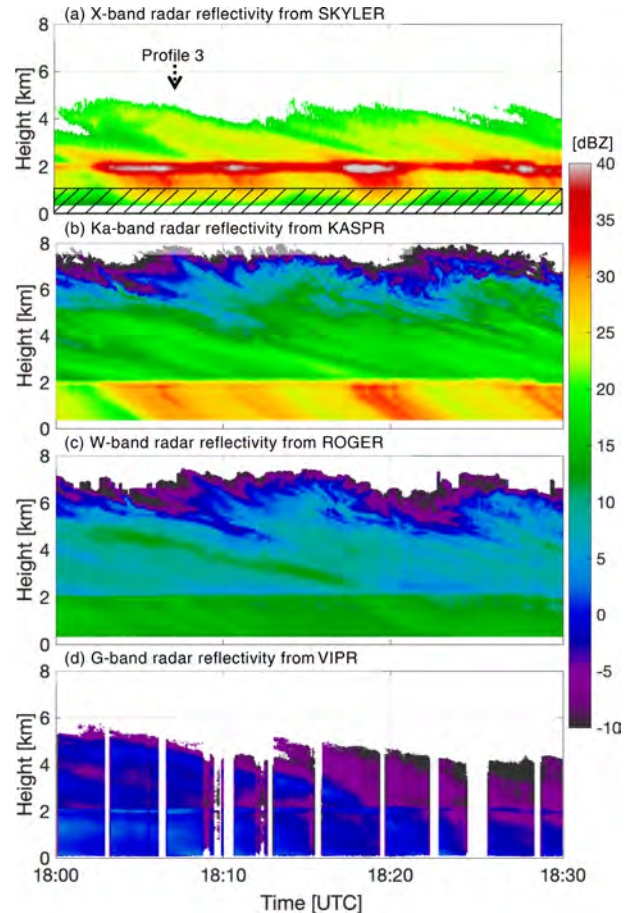 (a) X-band radar reflectivity from SKYLER
8
Profile 3
6
4
2
0
Height [km]
[dBZ]
40
35
30
25
20
15
10
5
0
-5
-10
(b) Ka-band radar reflectivity from KASPR
8
6
4
2
0
Height [km]
(c) W-band radar reflectivity from ROGER
8
6
4
2
0
Height [km]
(d) G-band radar reflectivity from VIPR
8
6
4
2
0
Height [km]
18:00 18:10 18:20 18:30
Time [UTC]